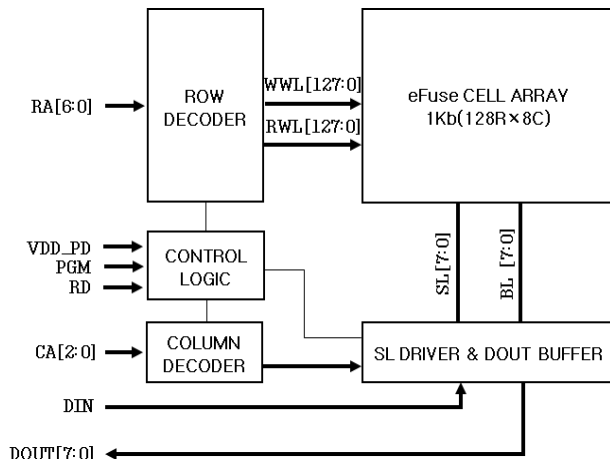 RA[6:0]
ROW
DECODER
WWL[127:0]
RWL[127:0]
eFuse CELL ARRAY
1Kb(128R×8C)
VDD_PD
PGM
RD
CONTROL
LOGIC
SL[7:0]
BL [7:0]
CA[2:0]
COLUMN
DECODER
SL DRIVER & DOUT BUFFER
DIN
DOUT[7:0]